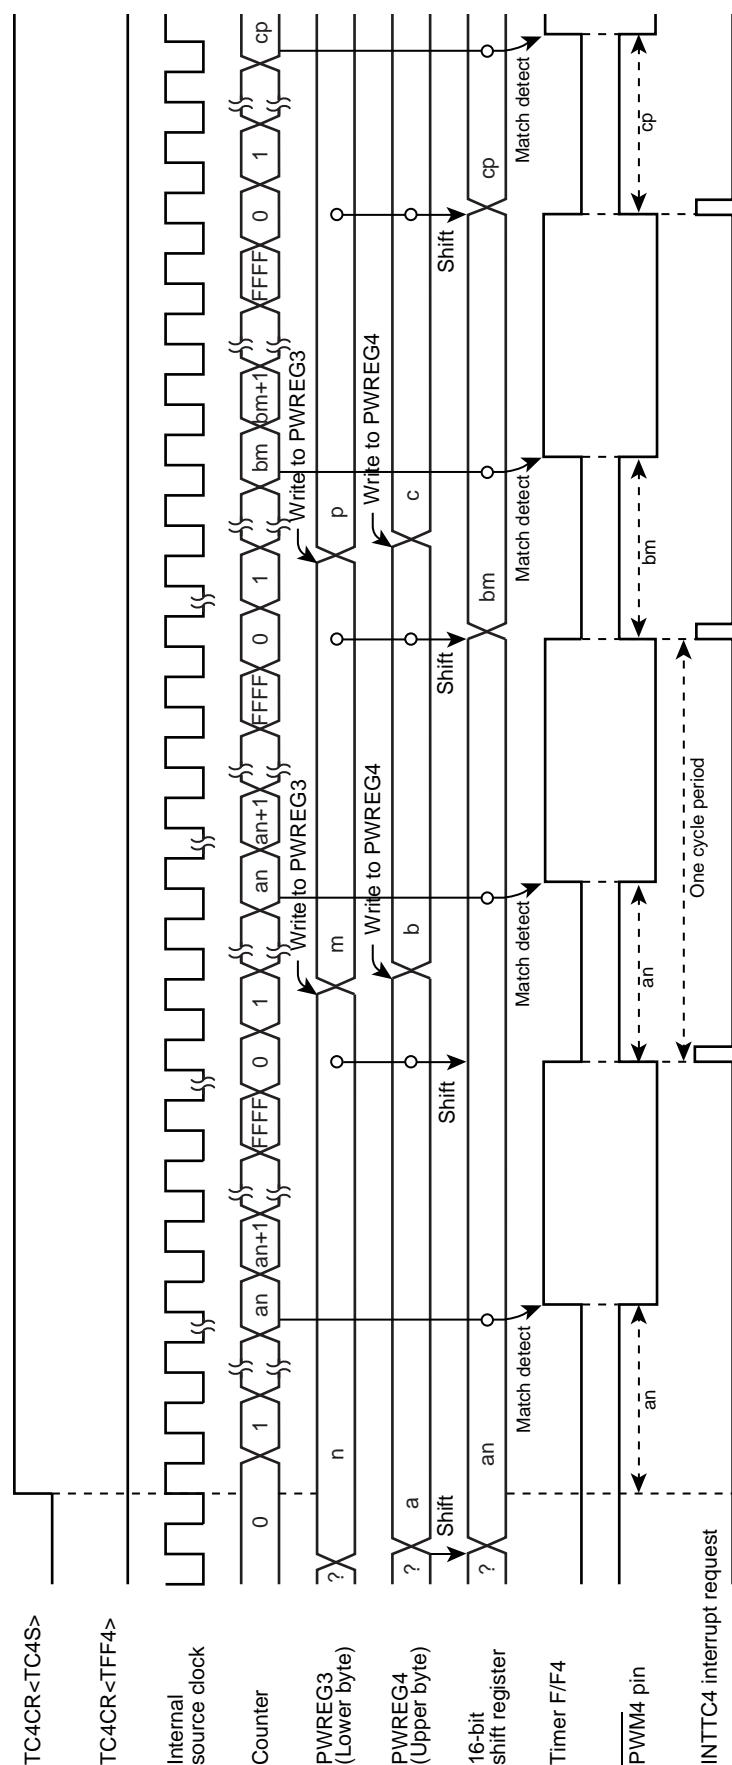 TC4CR<TC4S>
TC4CR<TFF4>
Internal
source clock
Counter
0 1 an an+1 FFFF 0 1 an an+1 FFFF 0 1 bm bm+1 FFFF 0 1 cp
Write to PWREG3
Write to PWREG3
PWREG3
(Lower byte)
? n m p
Write to PWREG4
Write to PWREG4
PWREG4
(Upper byte)
? a b c
Shift
Shift
Shift
Shift
16-bit
shift register
? an bm cp
Match detect
Match detect
Match detect
Match detect
Timer F/F4
PWM4 pin
an an bm cp
One cycle period
INTTC4 interrupt request